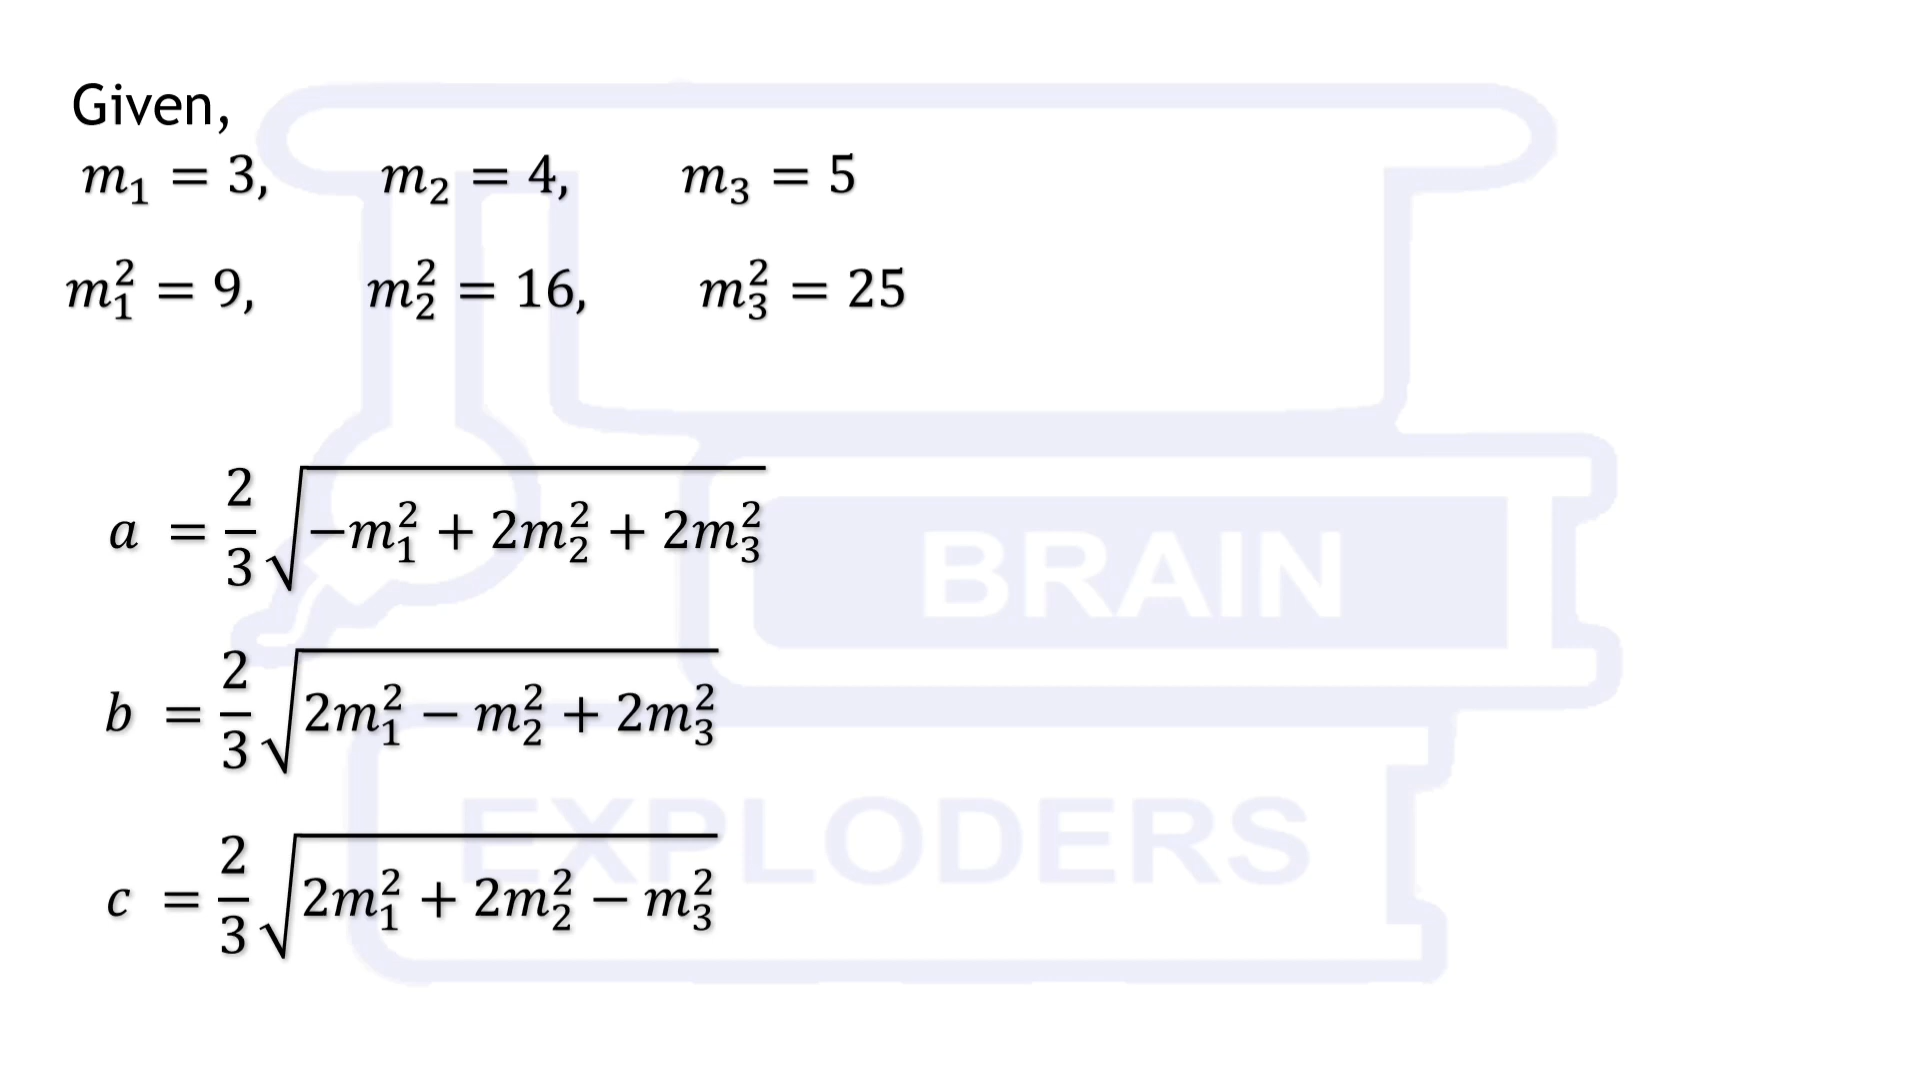 Given,
m₁ = 3, m₂ = 4, m₃ = 5
m₁² = 9, m₂² = 16, m₃² = 25
a = 2/3 √(−m₁² + 2m₂² + 2m₃²)
BRAIN
b = 2/3 √(2m₁² − m₂² + 2m₃²)
EXPLODERS
c = 2/3 √(2m₁² + 2m₂² − m₃²)